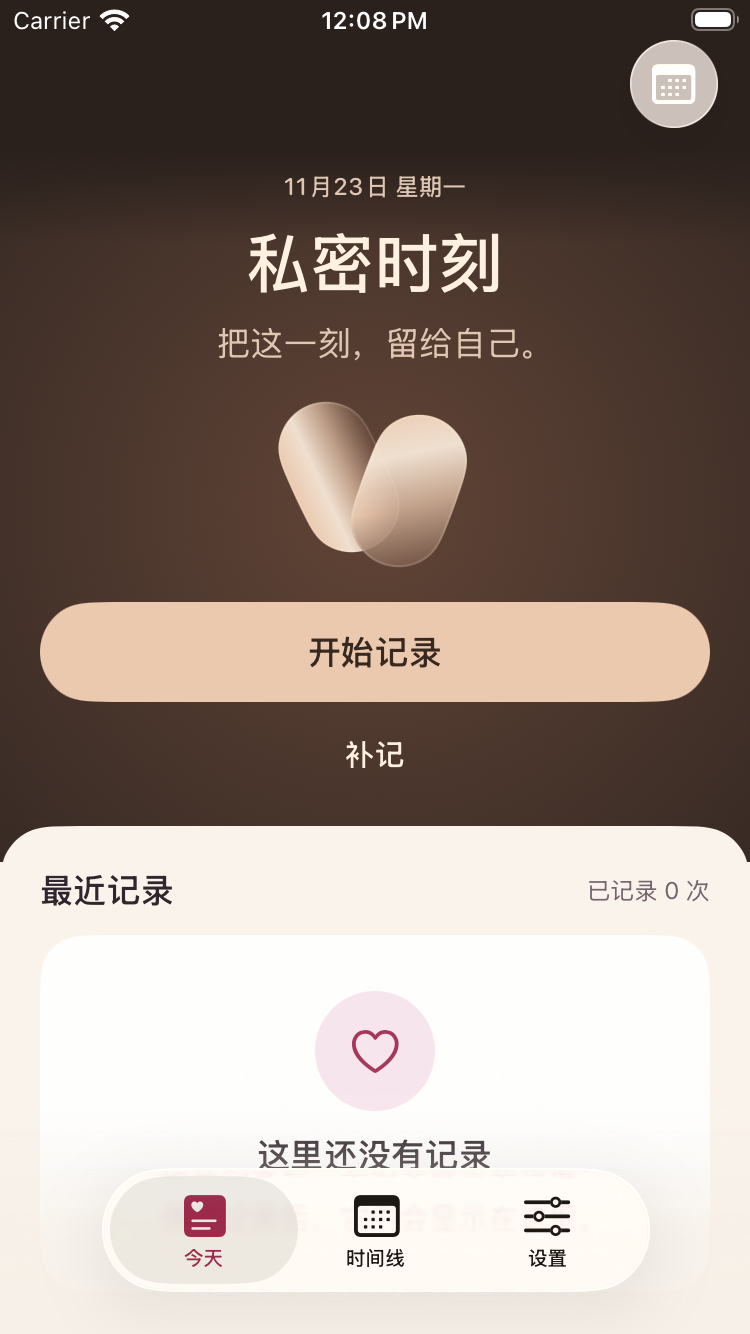 Carrier 12:08 PM
11月23日 星期一
私密时刻
把这一刻，留给自己。
开始记录
补记
最近记录
已记录 0 次
这里还没有记录
今天
时间线
设置